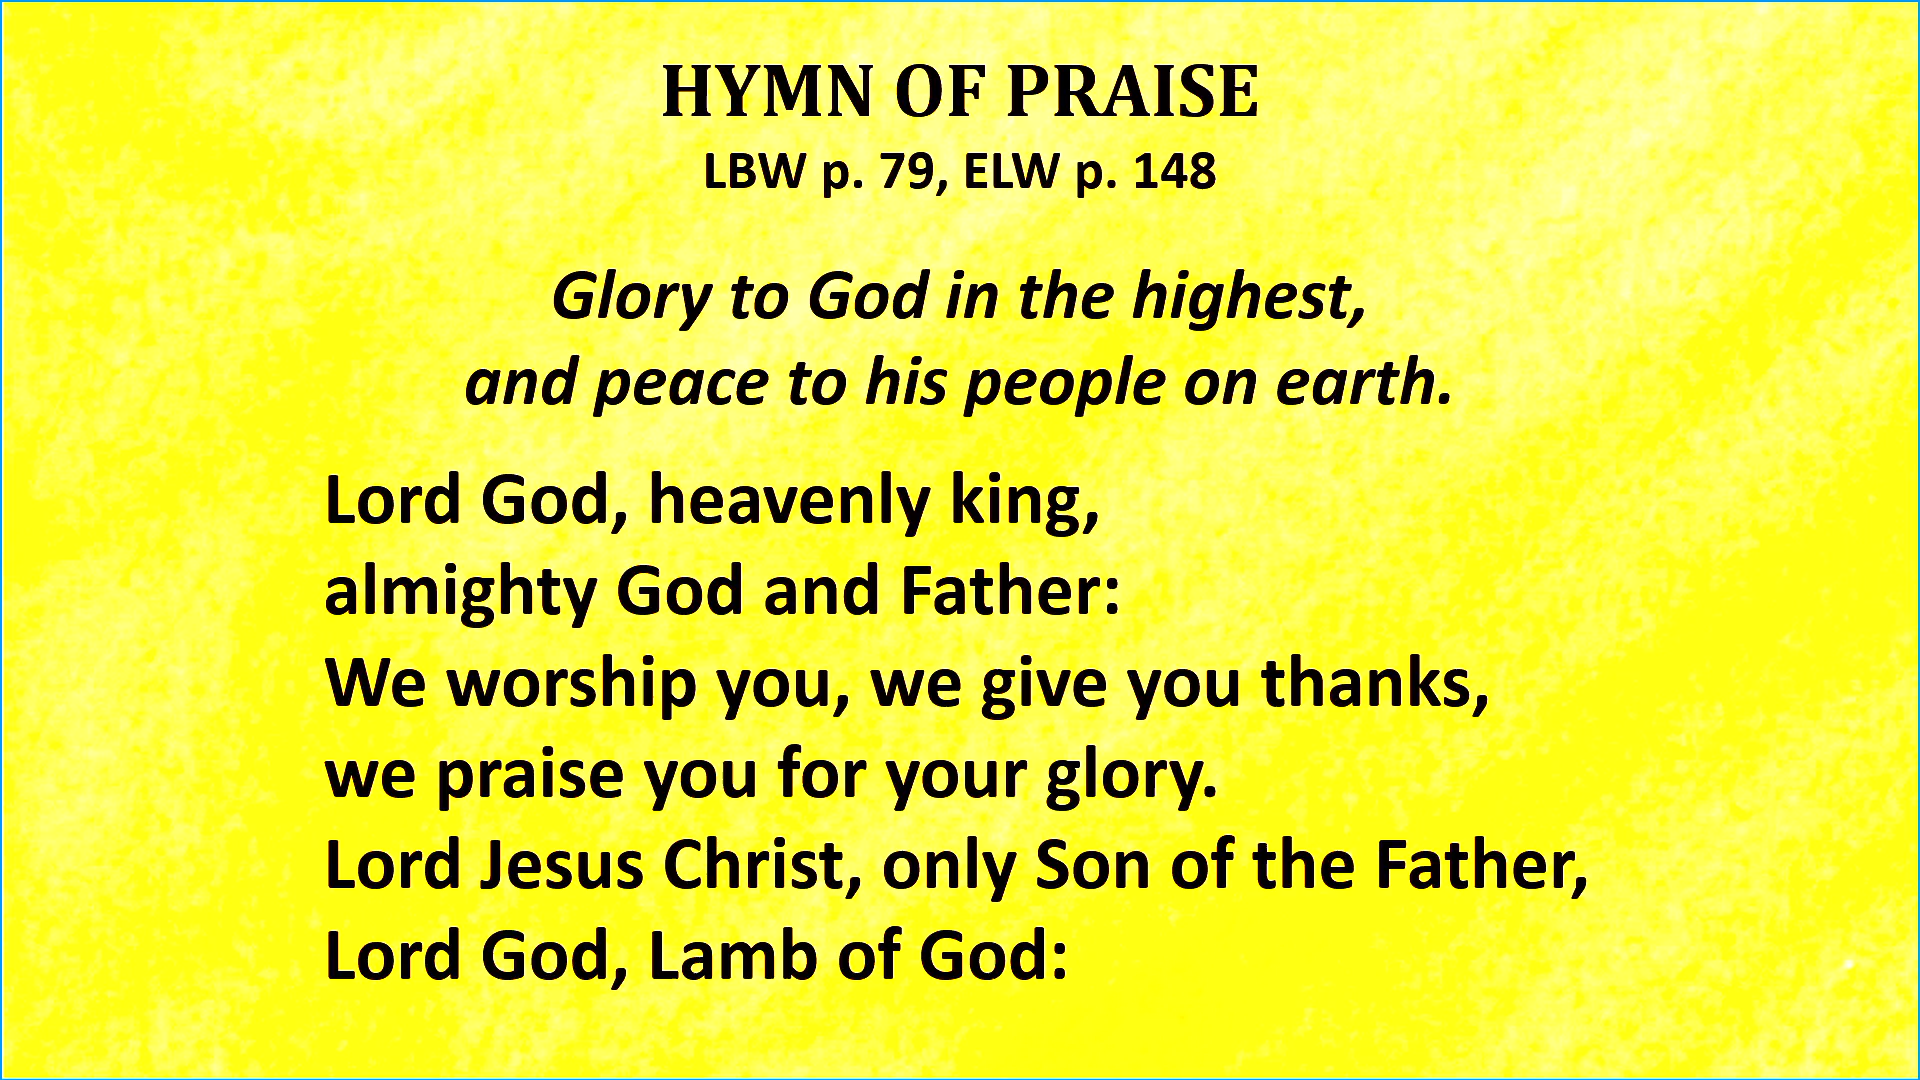 HYMN OF PRAISE
LBW p. 79, ELW p. 148
Glory to God in the highest,
and peace to his people on earth.
Lord God, heavenly king,
almighty God and Father:
We worship you, we give you thanks,
we praise you for your glory.
Lord Jesus Christ, only Son of the Father,
Lord God, Lamb of God: